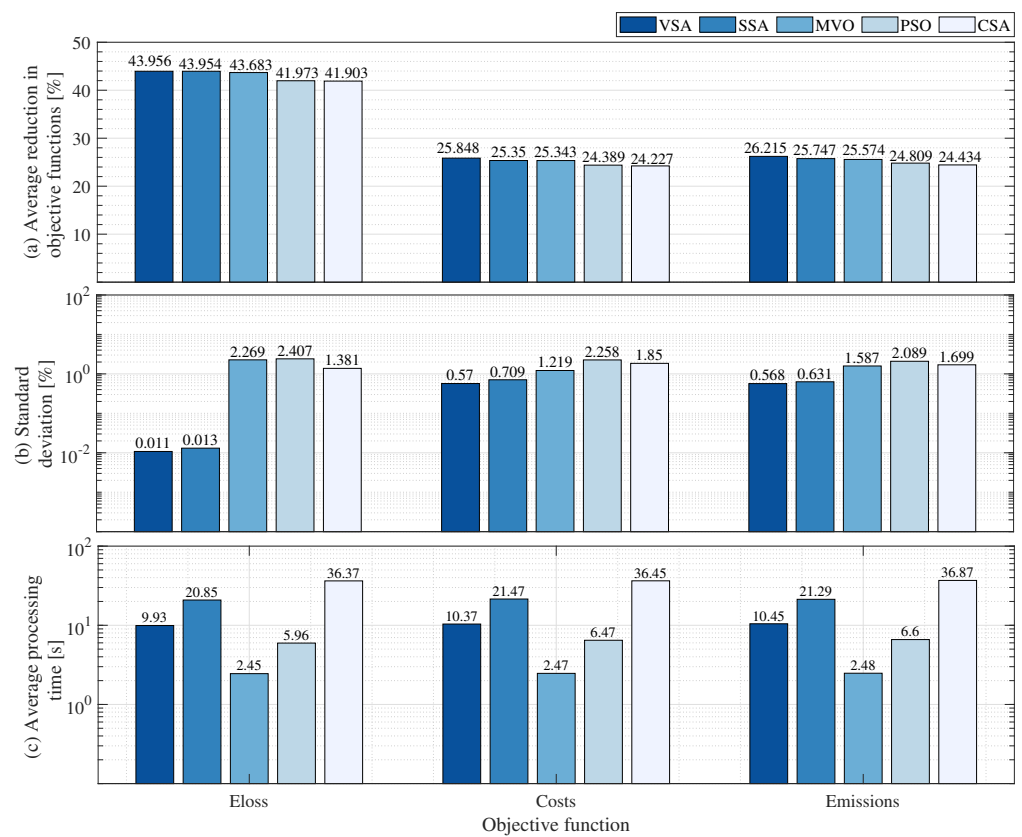 VSA SSA MVO PSO CSA
(a) Average reduction in
objective functions [%]
50
40
30
20
10
43.956 43.954 43.683 41.973 41.903
25.848 25.35 25.343 24.389 24.227
26.215 25.747 25.574 24.809 24.434
(b) Standard
deviation [%]
10^2
10^0
10^-2
0.011 0.013 2.269 2.407 1.381
0.57 0.709 1.219 2.258 1.85
0.568 0.631 1.587 2.089 1.699
(c) Average processing
time [s]
10^2
10^1
10^0
9.93 20.85 2.45 5.96 36.37
10.37 21.47 2.47 6.47 36.45
10.45 21.29 2.48 6.6 36.87
Eloss Costs Emissions
Objective function